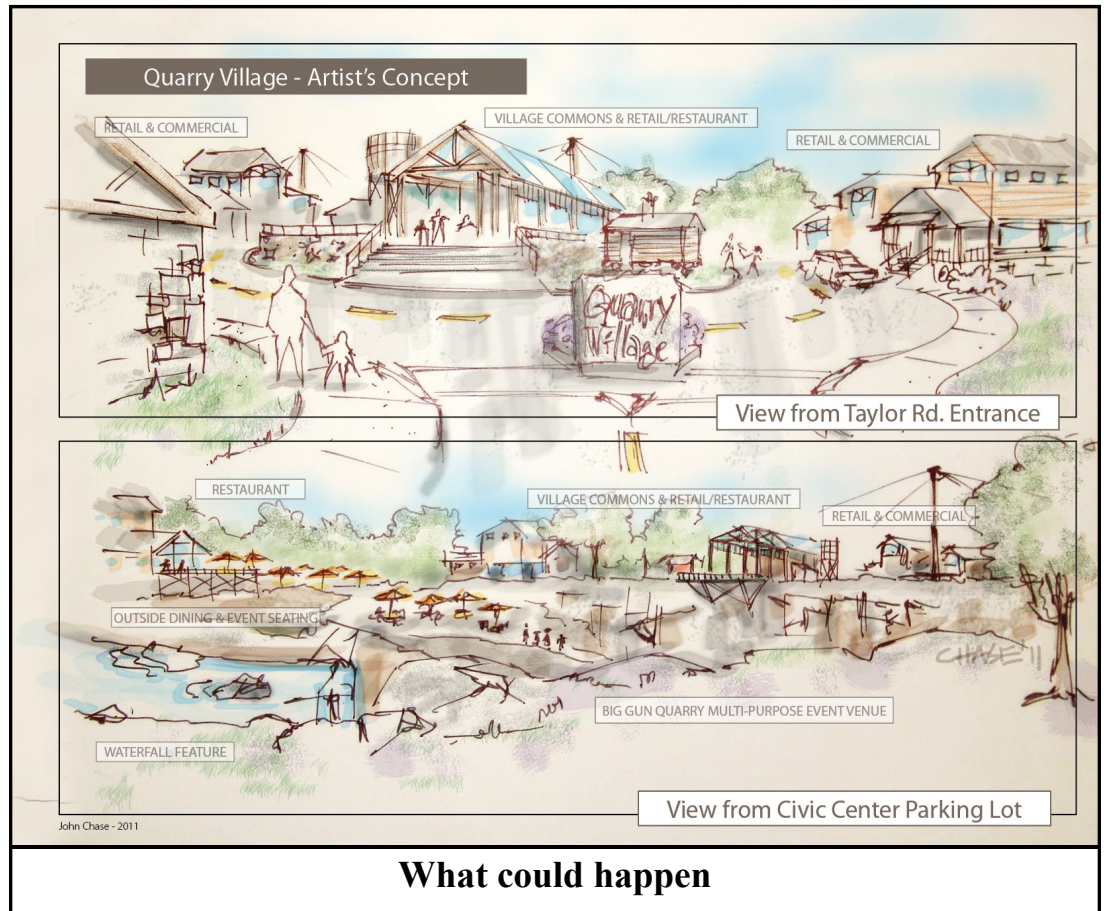 Quarry Village - Artist's Concept
RETAIL & COMMERCIAL
VILLAGE COMMONS & RETAIL/RESTAURANT
RETAIL & COMMERCIAL
Quarry
Village
View from Taylor Rd. Entrance
RESTAURANT
VILLAGE COMMONS & RETAIL/RESTAURANT
RETAIL & COMMERCIAL
OUTSIDE DINING & EVENT SEATING
CHASE 11
BIG GUN QUARRY MULTI-PURPOSE EVENT VENUE
WATERFALL FEATURE
View from Civic Center Parking Lot
John Chase - 2011
What could happen